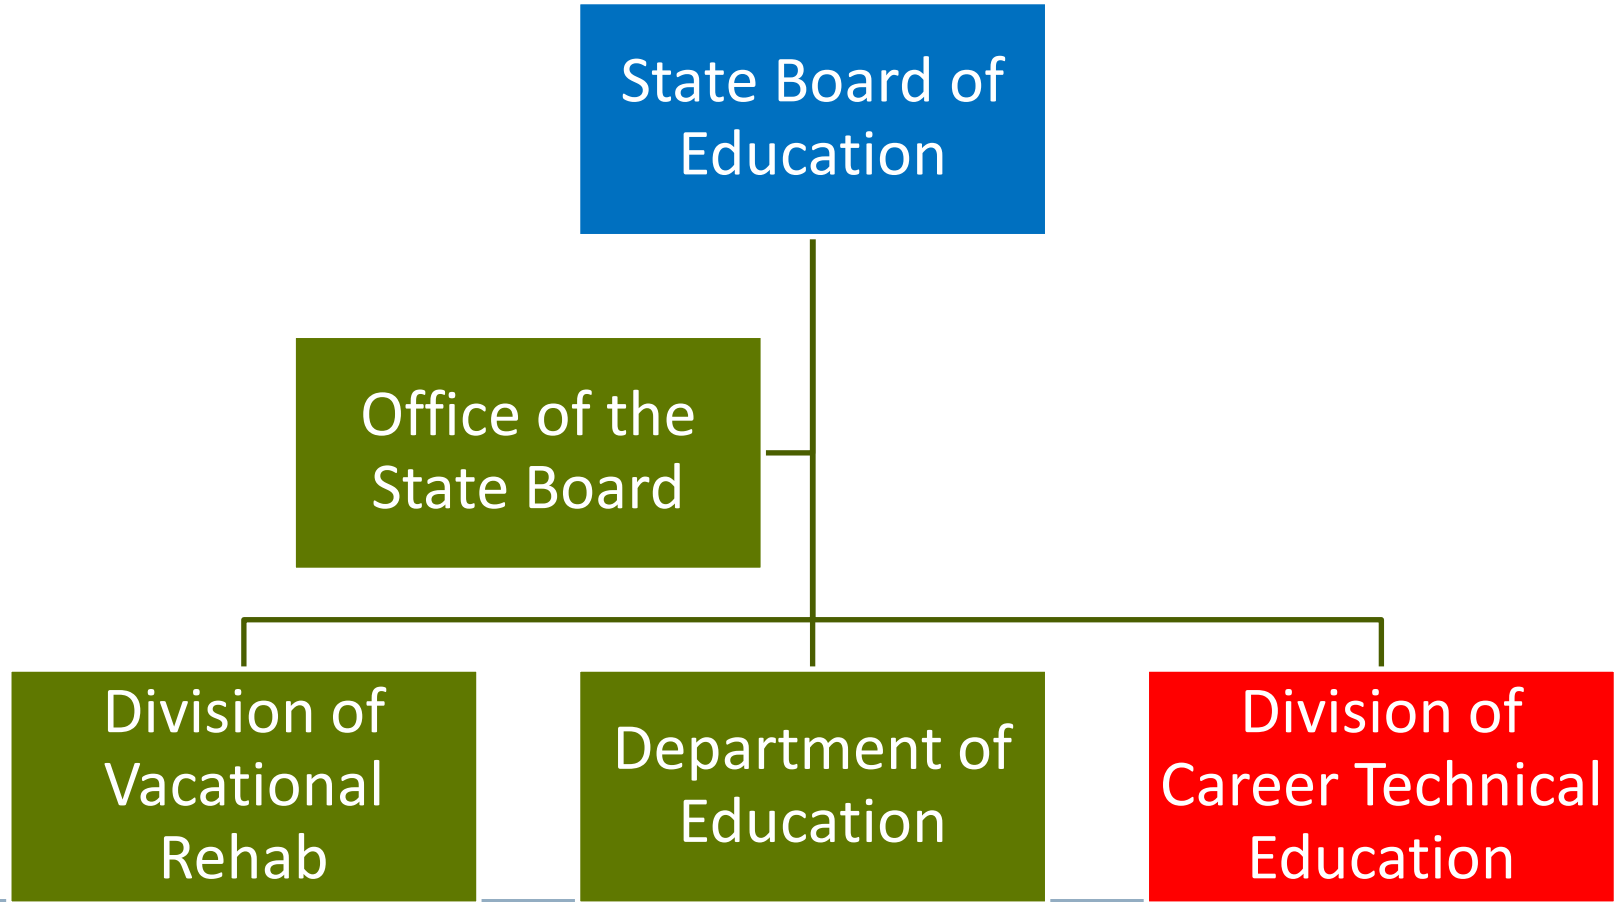 State Board of
Education
Office of the
State Board
Division of
Vacational
Rehab
Department of
Education
Division of
Career Technical
Education